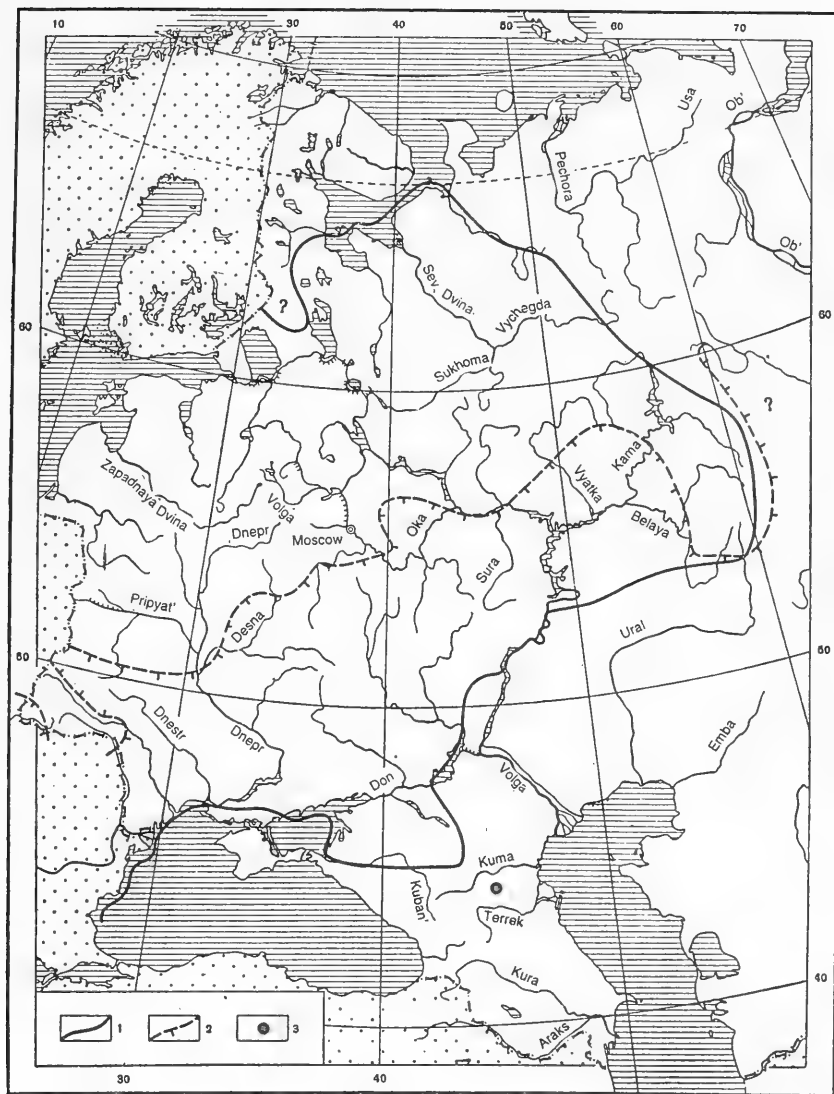 10 20 30 40 50 60 70
Usa
Ob'
Pechora
Ob'
?
Sev. Dvina
Vychegda
60
60
Sukhoma
?
Kama
Vyatka
Zapadnaya Dvina
Volga
Oka
Dnepr
Belaya
Moscow
Sura
Pripyat'
Desna
Ural
50
50
Dnestr
Dnepr
Emba
Don
Volga
Kuma
Kuban'
Terrek
Kura
40
1 2 3
Araks
30 40